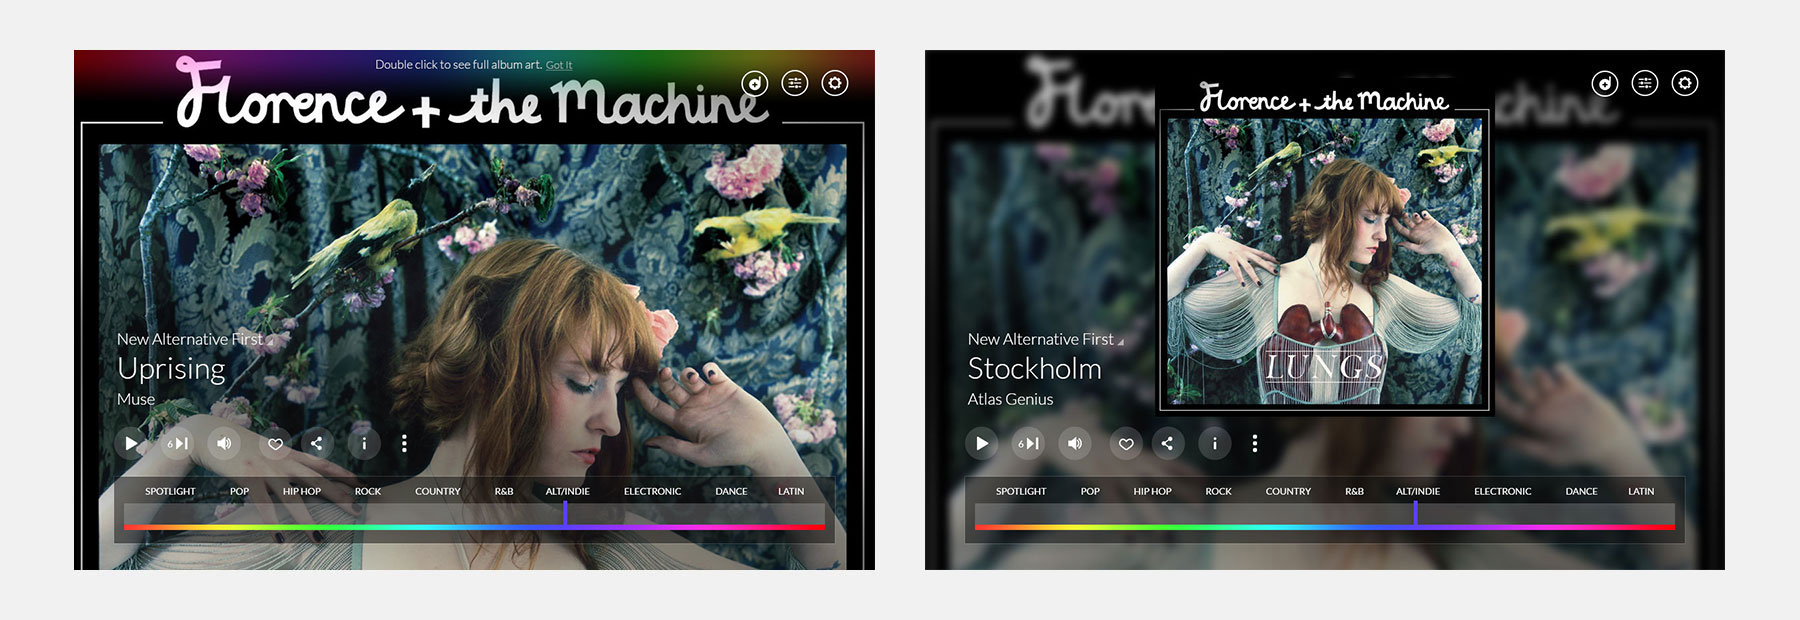 Double click to see full album art. Got It
Florence + the Machine
New Alternative First
Uprising
Muse
6
SPOTLIGHT POP HIP HOP ROCK COUNTRY R&B ALT/INDIE ELECTRONIC DANCE LATIN
Florence + the Machine
LUNGS
New Alternative First
Stockholm
Atlas Genius
6
SPOTLIGHT POP HIP HOP ROCK COUNTRY R&B ALT/INDIE ELECTRONIC DANCE LATIN